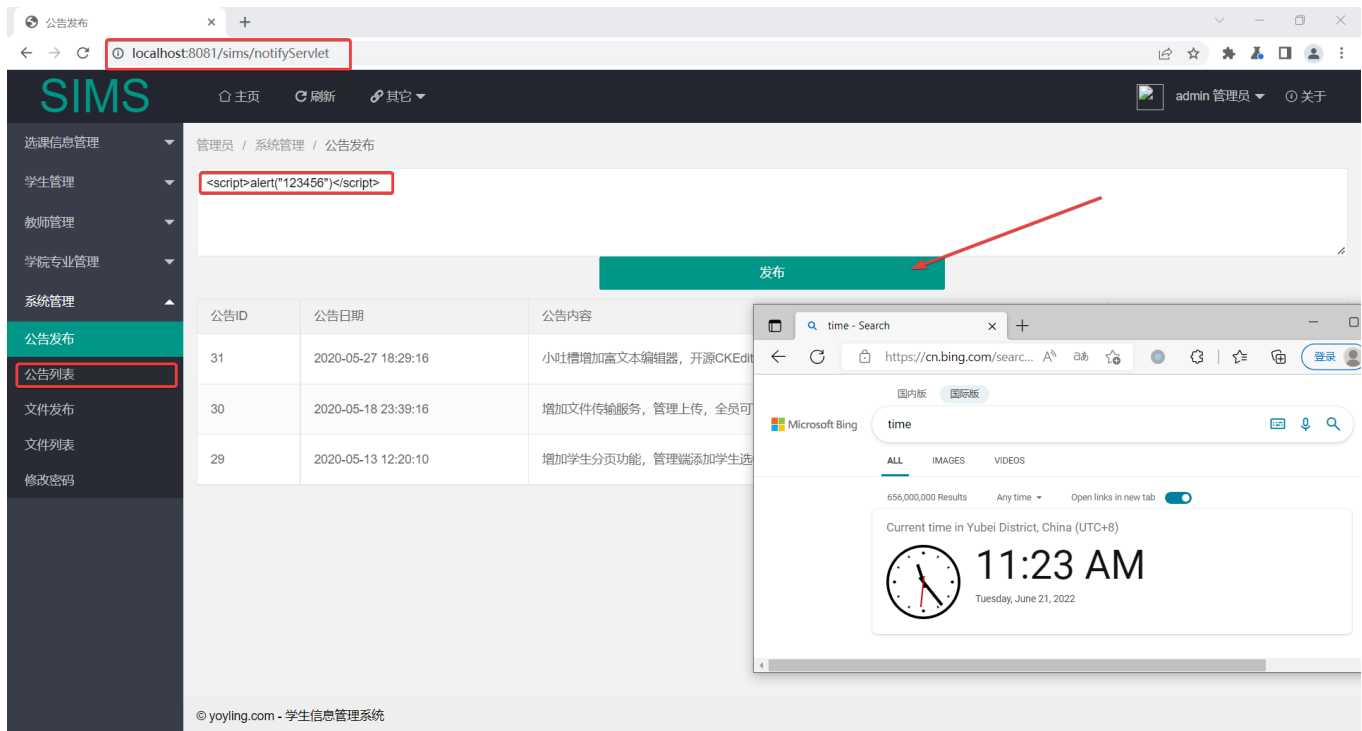 公告发布
localhost:8081/sims/notifyServlet
SIMS 主页 刷新 其它 admin 管理员 关于
选课信息管理
学生管理
教师管理
学院专业管理
系统管理
公告发布
公告列表
文件发布
文件列表
修改密码
管理员 / 系统管理 / 公告发布
<script>alert("123456")</script>
发布
公告ID 公告日期 公告内容
31 2020-05-27 18:29:16 小吐槽增加富文本编辑器，开源CKEdit
30 2020-05-18 23:39:16 增加文件传输服务，管理上传，全员可
29 2020-05-13 12:20:10 增加学生分页功能，管理端添加学生选
time - Search
https://cn.bing.com/searc... 登录
国内版 国际版
Microsoft Bing time
ALL IMAGES VIDEOS
656,000,000 Results Any time Open links in new tab
Current time in Yubei District, China (UTC+8)
11:23 AM
Tuesday, June 21, 2022
© yoyling.com - 学生信息管理系统